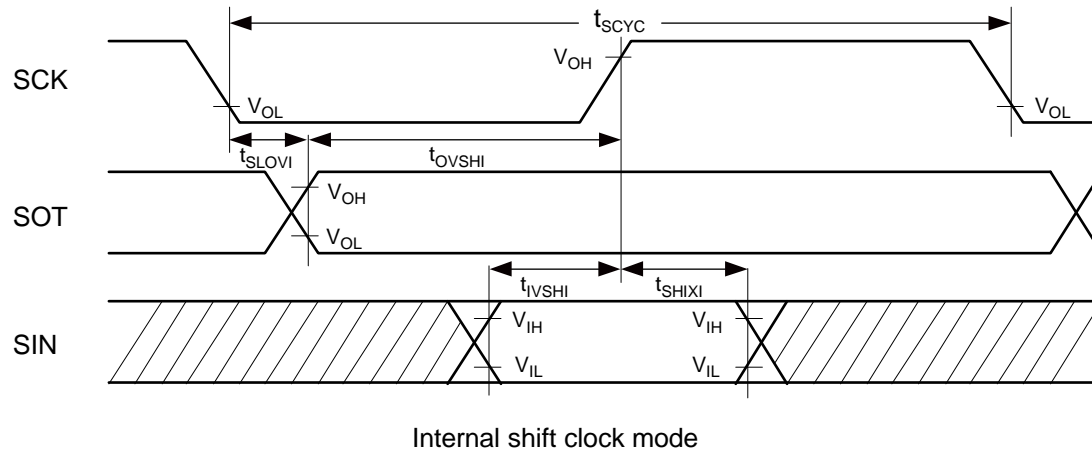 tSCYC
SCK
VOH
VOL
VOL
tSLOVI
tOVSHI
SOT
VOH
VOL
tIVSHI
tSHIXI
SIN
VIH
VIH
VIL
VIL
Internal shift clock mode